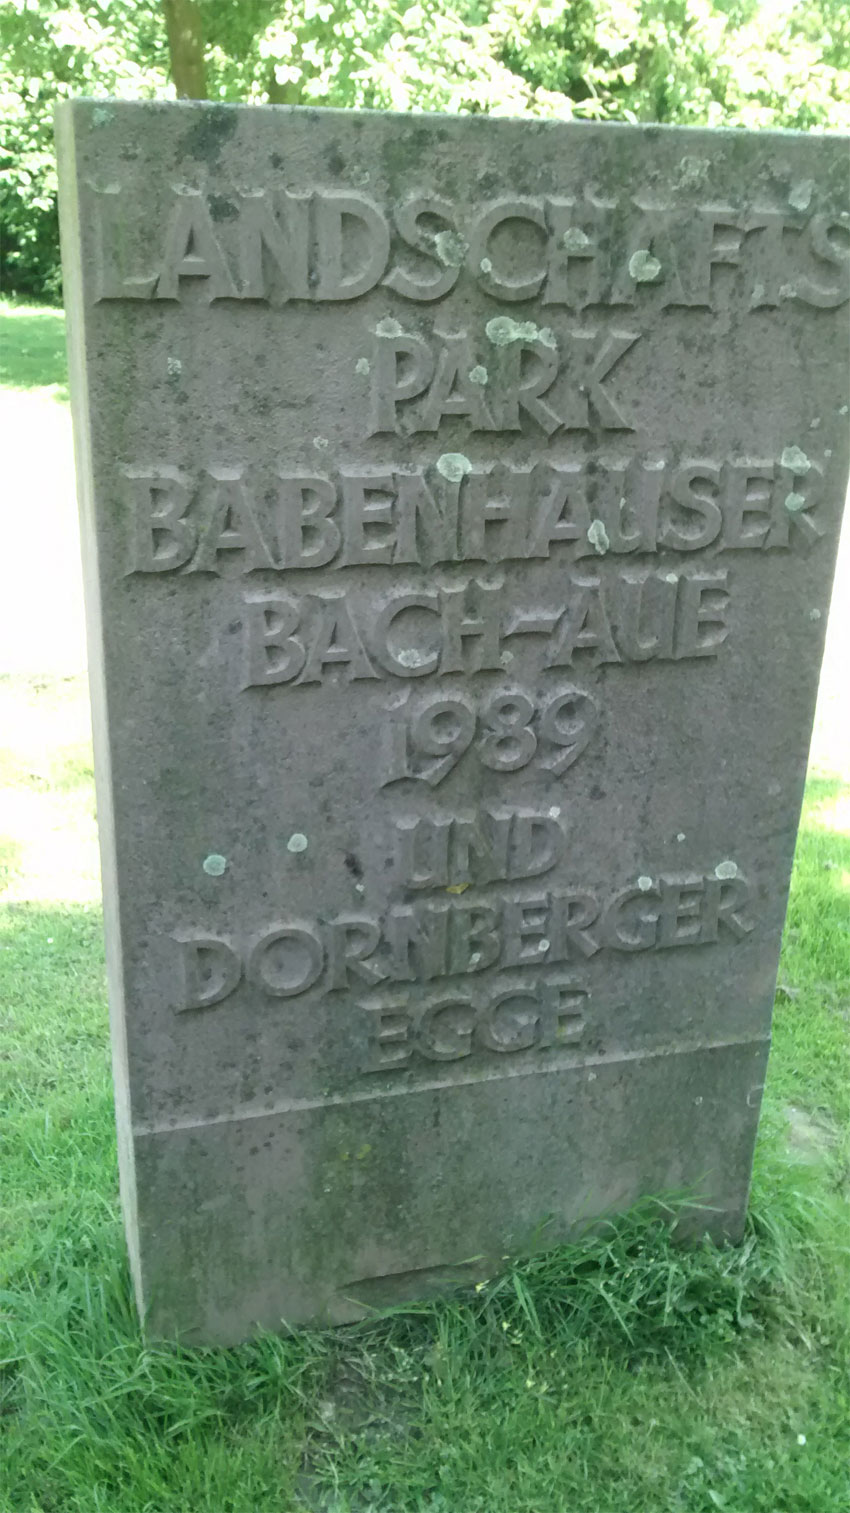 LANDSCHAFTS
PARK
BABENHAUSER
BACH-AUE
1989
UND
DORNBERGER
EGGE